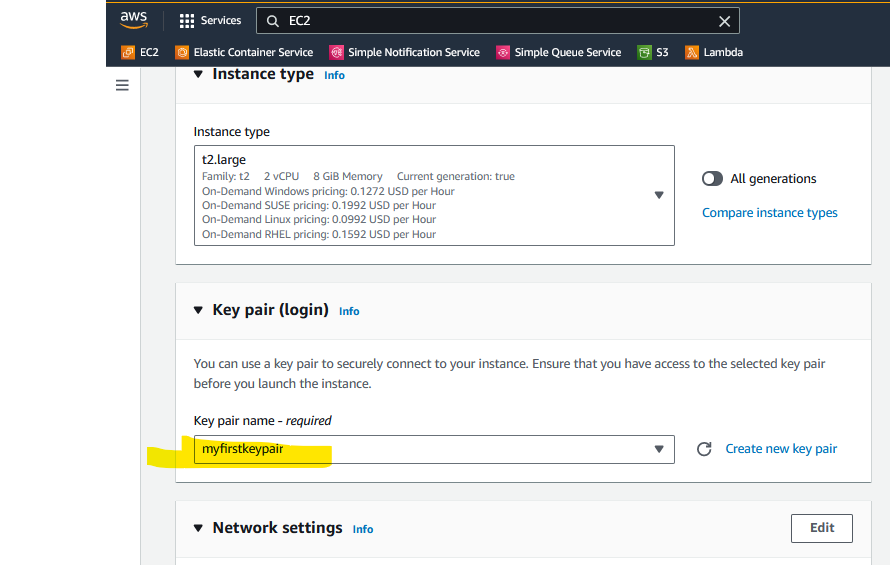 aws
Services
EC2
EC2 Elastic Container Service Simple Notification Service Simple Queue Service S3 Lambda
Instance type Info
Instance type
t2.large
Family: t2 2 vCPU 8 GiB Memory Current generation: true
On-Demand Windows pricing: 0.1272 USD per Hour
On-Demand SUSE pricing: 0.1992 USD per Hour
On-Demand Linux pricing: 0.0992 USD per Hour
On-Demand RHEL pricing: 0.1592 USD per Hour
All generations
Compare instance types
Key pair (login) Info
You can use a key pair to securely connect to your instance. Ensure that you have access to the selected key pair
before you launch the instance.
Key pair name - required
myfirstkeypair
Create new key pair
Network settings Info
Edit